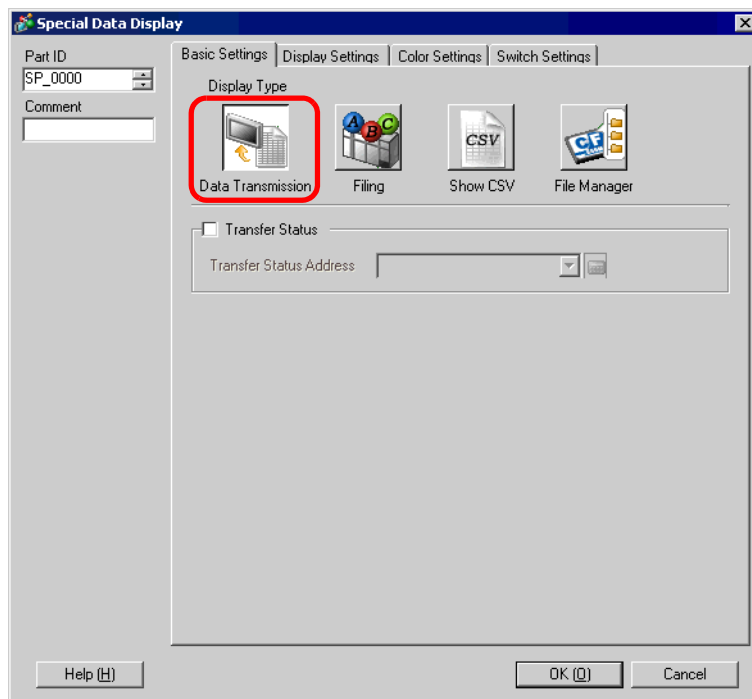 Special Data Display
Part ID
SP_0000
Comment
Basic Settings Display Settings Color Settings Switch Settings
Display Type
A B C CSV CF
Data Transmission Filing Show CSV File Manager
Transfer Status
Transfer Status Address
Help (H) OK (O) Cancel